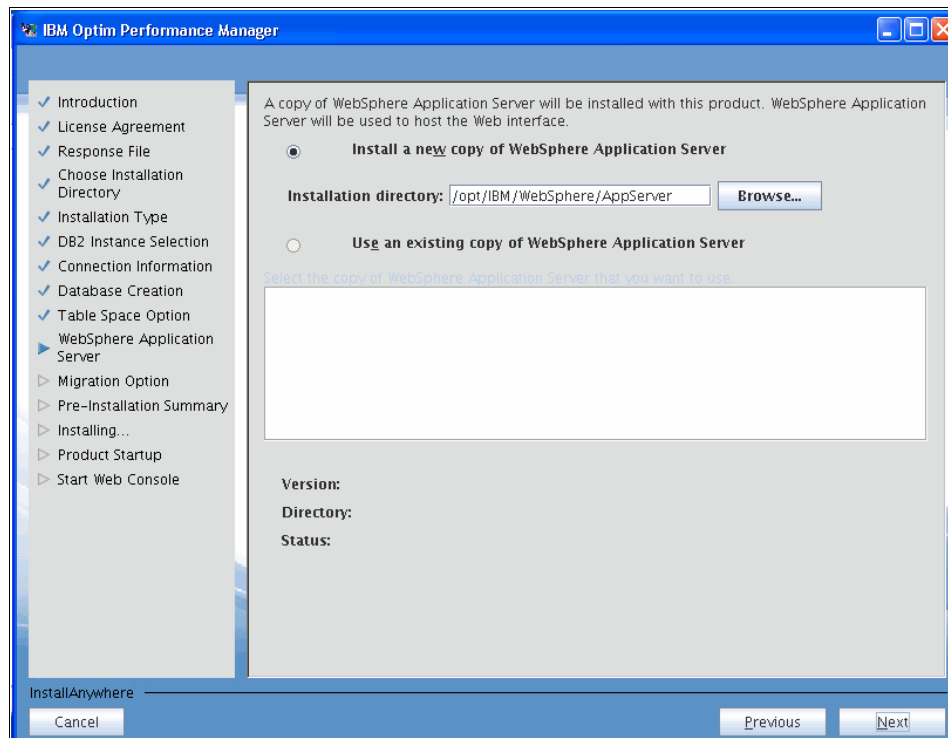 IBM Optim Performance Manager
Introduction
License Agreement
Response File
Choose Installation
Directory
Installation Type
DB2 Instance Selection
Connection Information
Database Creation
Table Space Option
WebSphere Application
Server
Migration Option
Pre-Installation Summary
Installing...
Product Startup
Start Web Console
A copy of WebSphere Application Server will be installed with this product. WebSphere Application
Server will be used to host the Web interface.
Install a new copy of WebSphere Application Server
Installation directory: /opt/IBM/WebSphere/AppServer Browse...
Use an existing copy of WebSphere Application Server
Select the copy of WebSphere Application Server that you want to use.
Version:
Directory:
Status:
InstallAnywhere
Cancel Previous Next